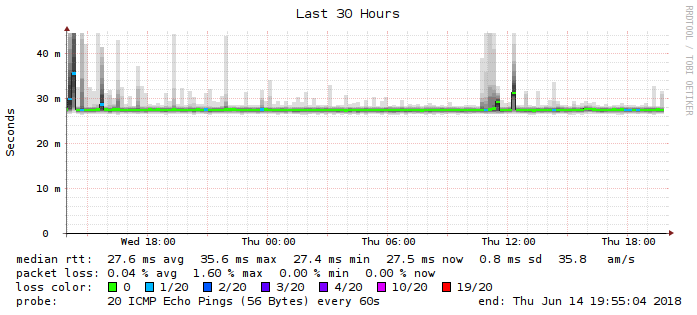 Last 30 Hours
RRDTOOL / TOBI OETIKER
Seconds
40 m
30 m
20 m
10 m
0
Wed 18:00 Thu 00:00 Thu 06:00 Thu 12:00 Thu 18:00
median rtt: 27.6 ms avg 35.6 ms max 27.4 ms min 27.5 ms now 0.8 ms sd 35.8 am/s
packet loss: 0.04 % avg 1.60 % max 0.00 % min 0.00 % now
loss color: 0 1/20 2/20 3/20 4/20 10/20 19/20
probe: 20 ICMP Echo Pings (56 Bytes) every 60s end: Thu Jun 14 19:55:04 2018